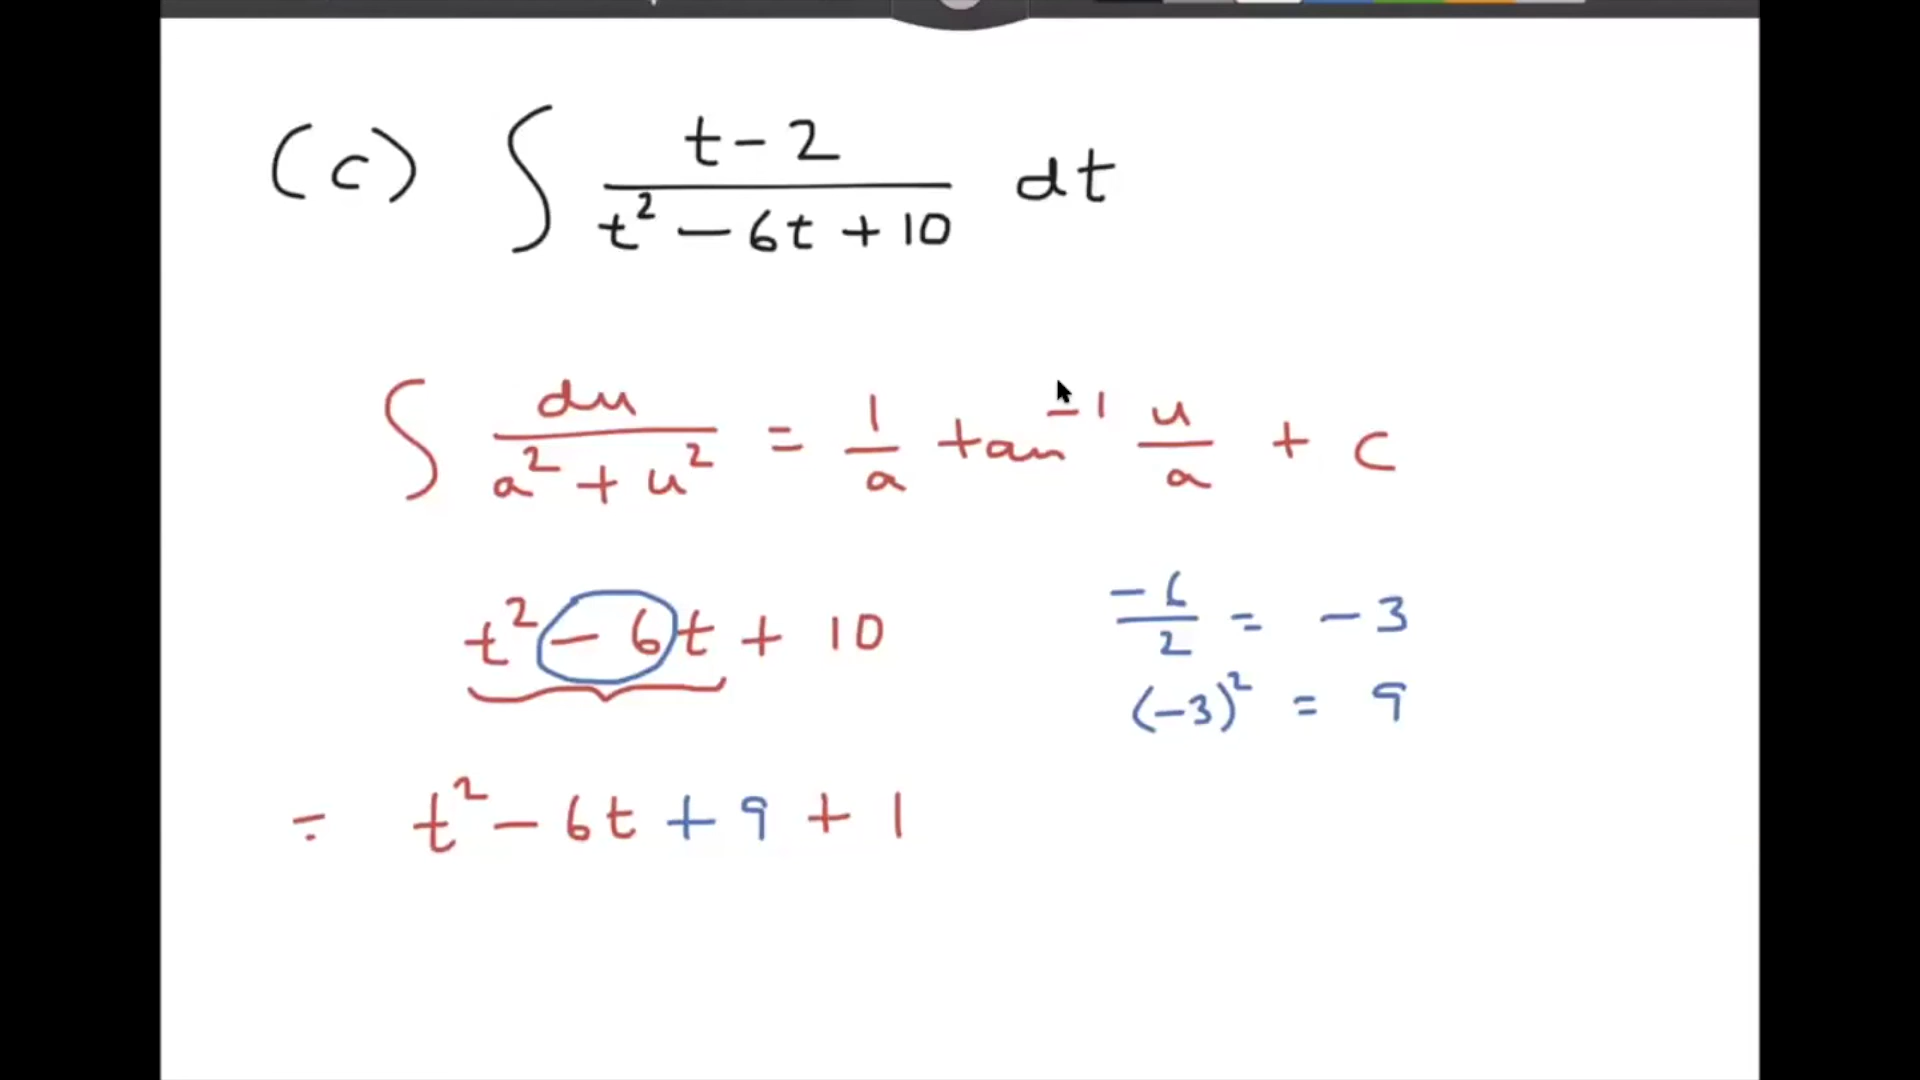 (c) ∫ (t - 2)/(t² - 6t + 10) dt
∫ du/(a² + u²) = 1/a tan⁻¹ u/a + c
t² - 6t + 10
-6/2 = -3
(-3)² = 9
= t² - 6t + 9 + 1